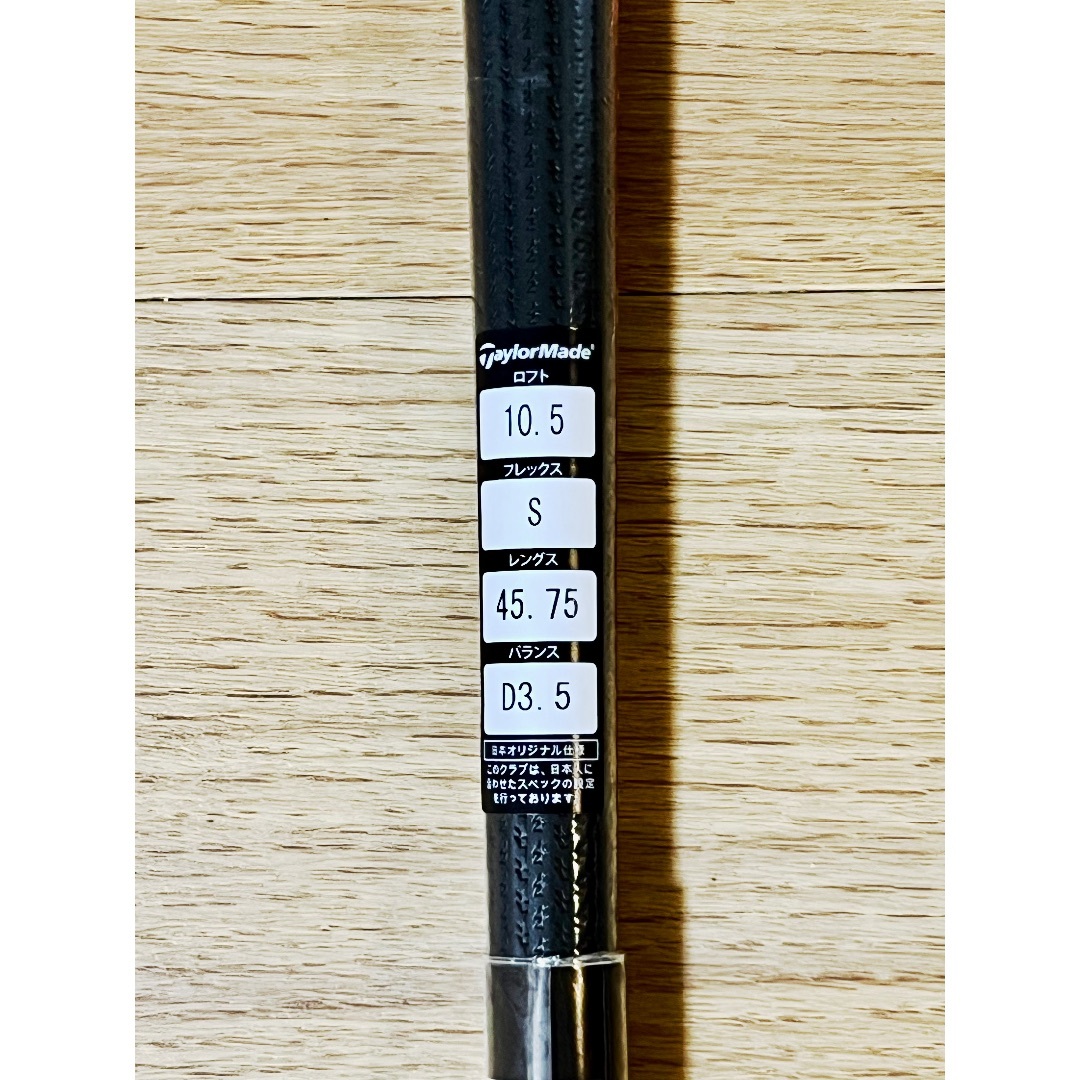 TaylorMade
ロフト
10.5
フレックス
S
レングス
45.75
バランス
D3.5
日本オリジナル仕様
このクラブは、日本人に
合わせたスペックの設定
を行っております。